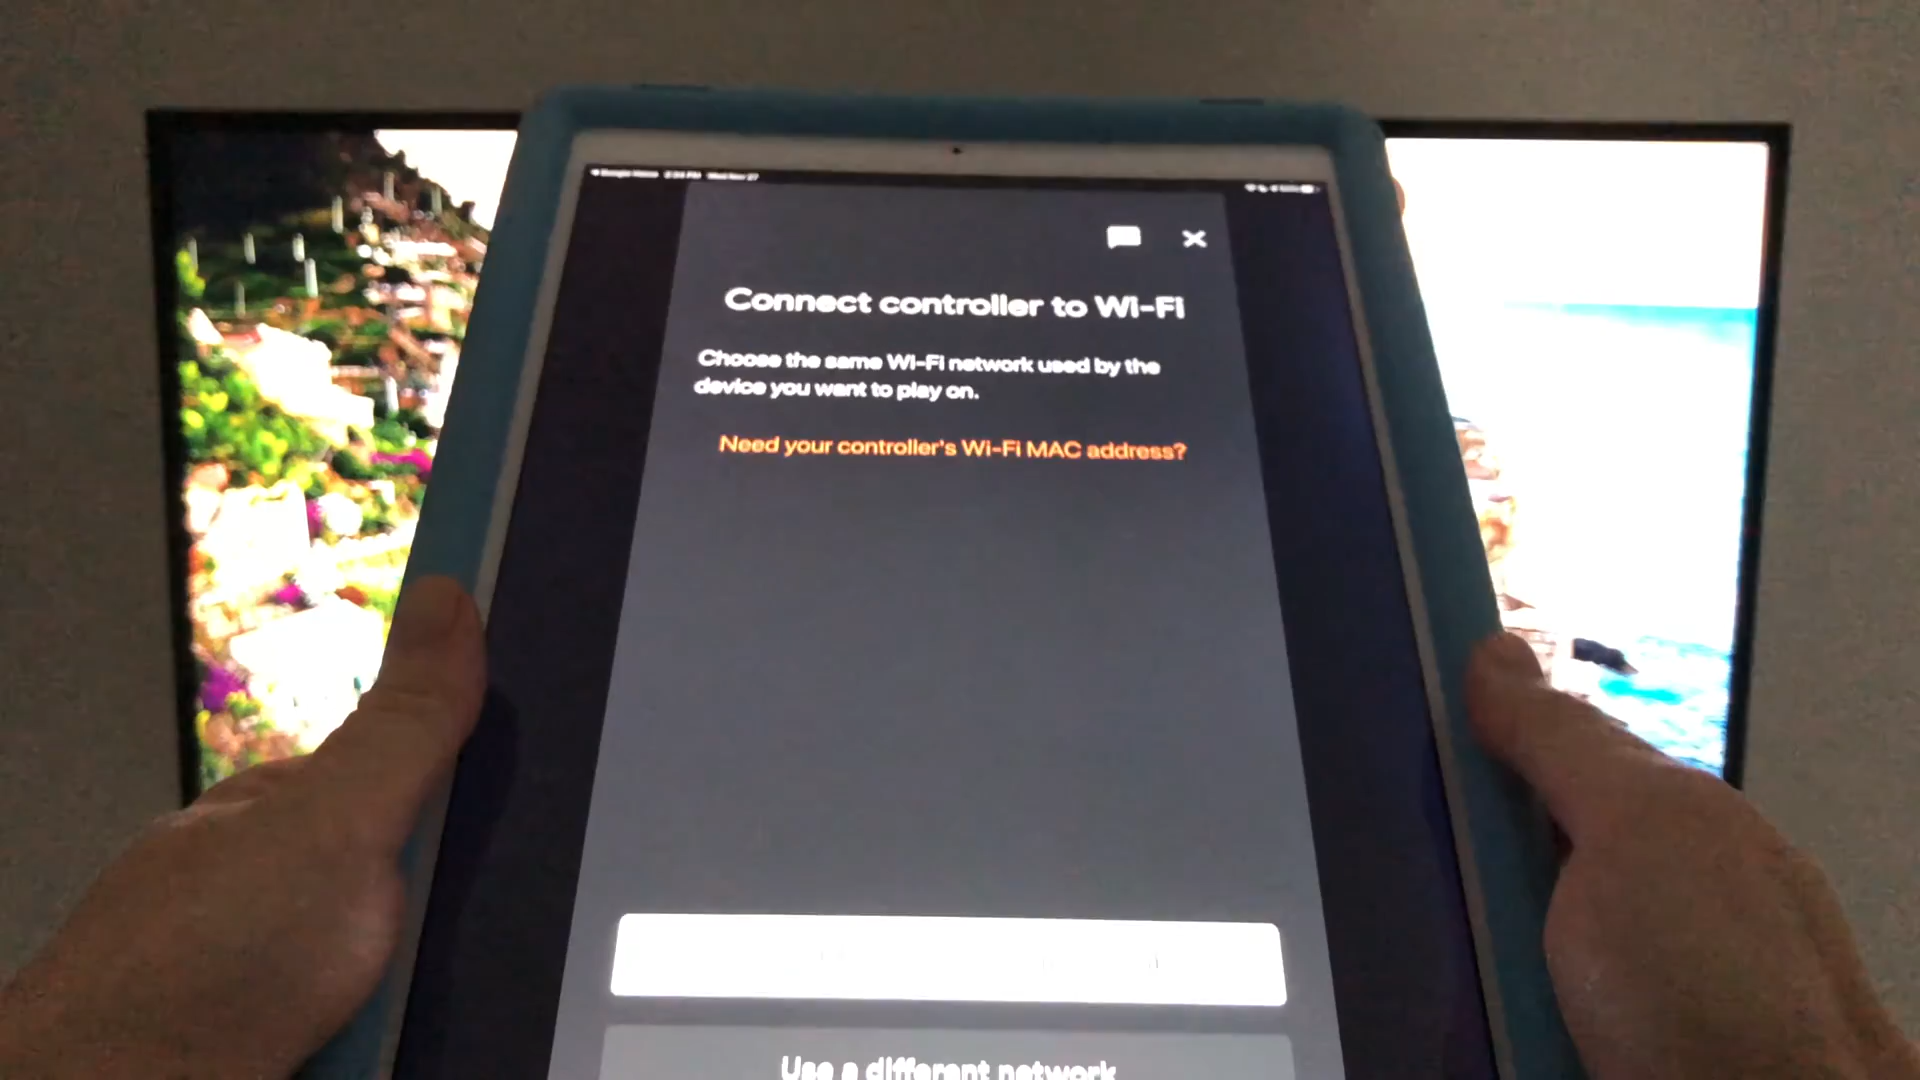 Connect controller to Wi-Fi
Choose the same Wi-Fi network used by the
device you want to play on.
Need your controller's Wi-Fi MAC address?
Use a different network